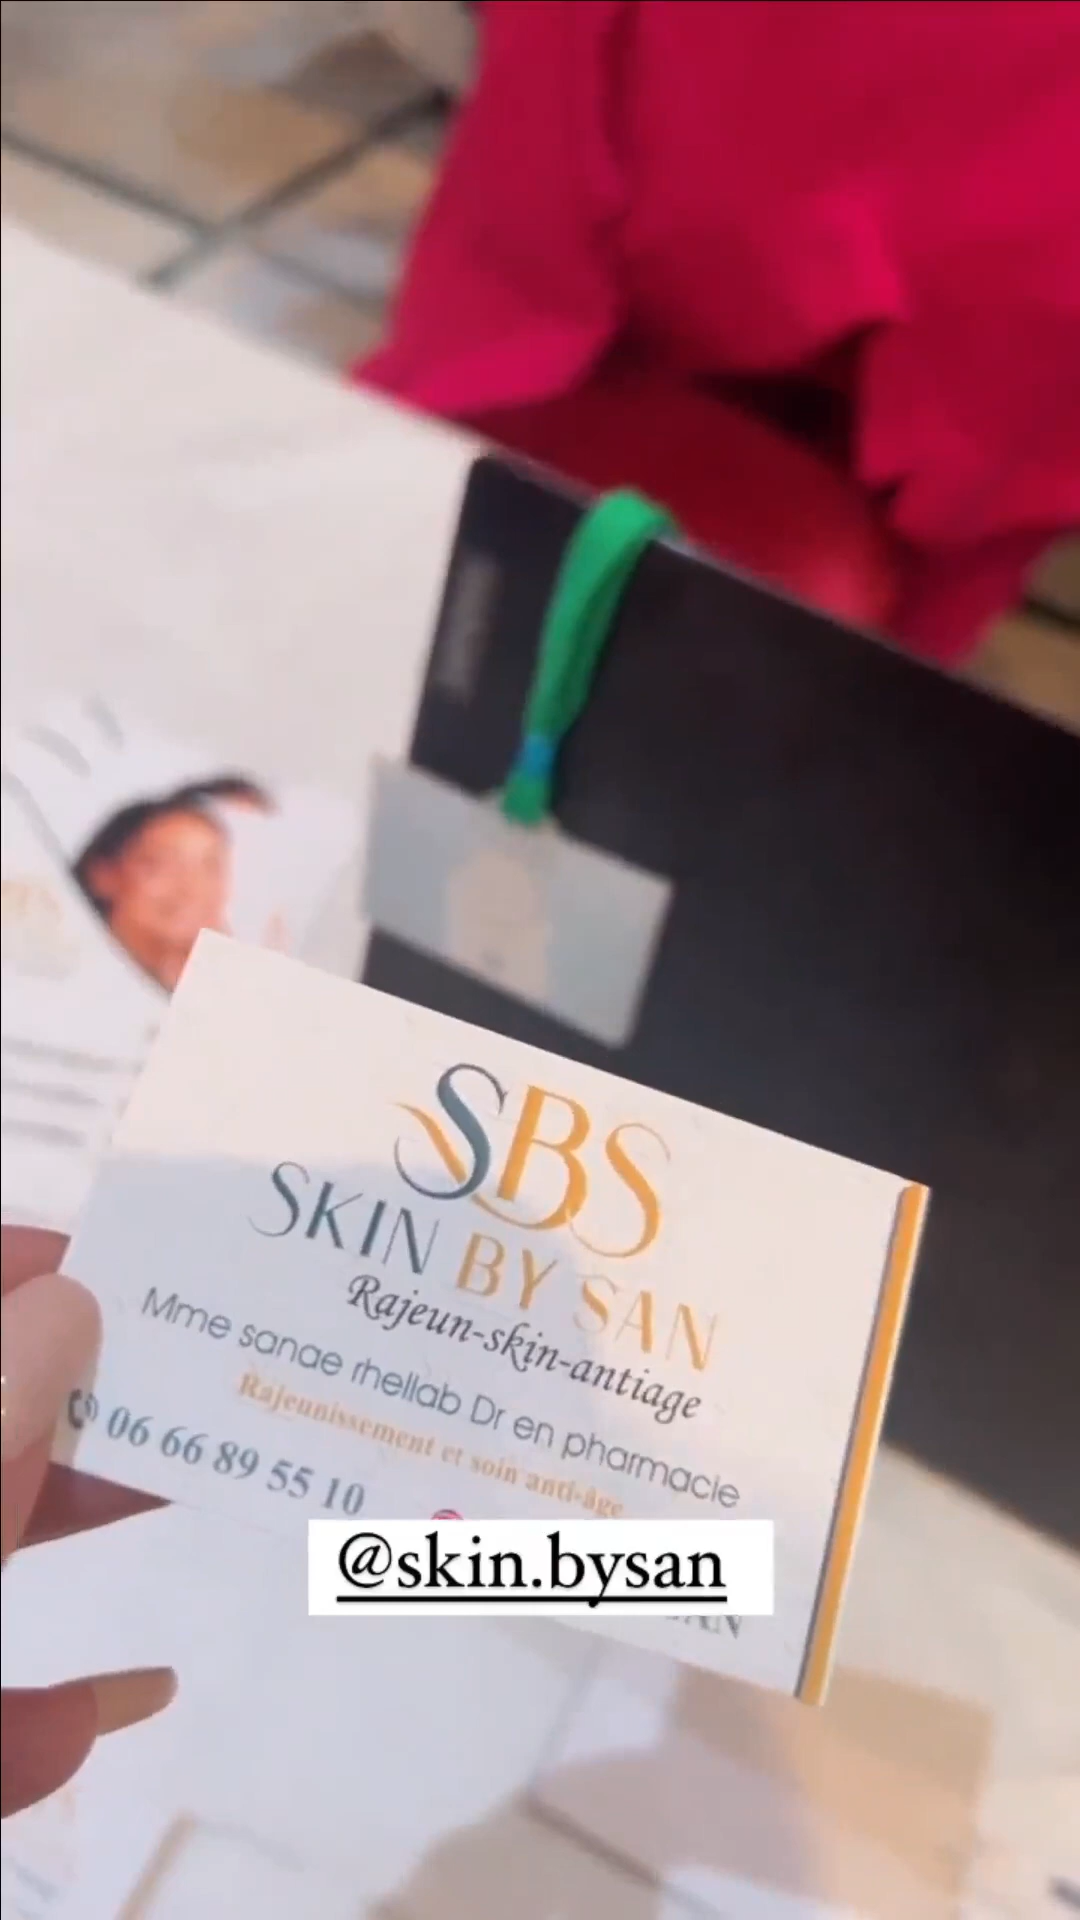 SBS
SKIN BY SAN
Rajeun-skin-antiage
Mme sanae rhellab Dr en pharmacie
Rajeunissement et soin anti-âge
06 66 89 55 10
@skin.bysan